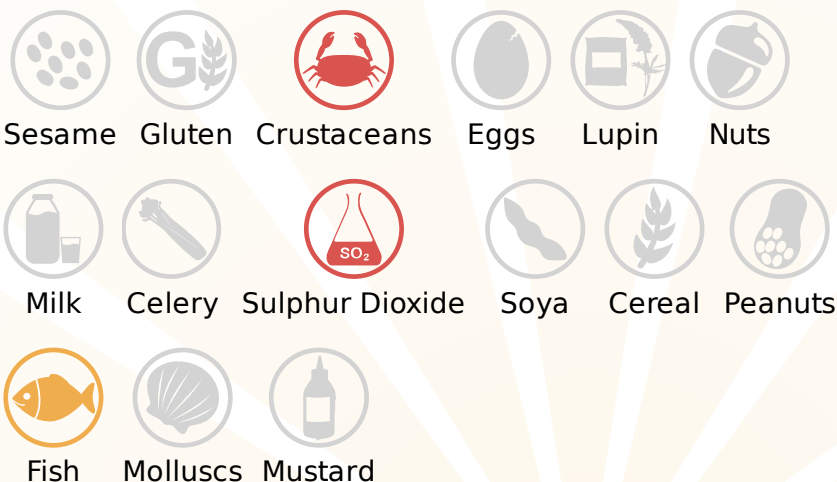 G
Sesame Gluten Crustaceans Eggs Lupin Nuts
SO₂
Milk Celery Sulphur Dioxide Soya Cereal Peanuts
Fish Molluscs Mustard